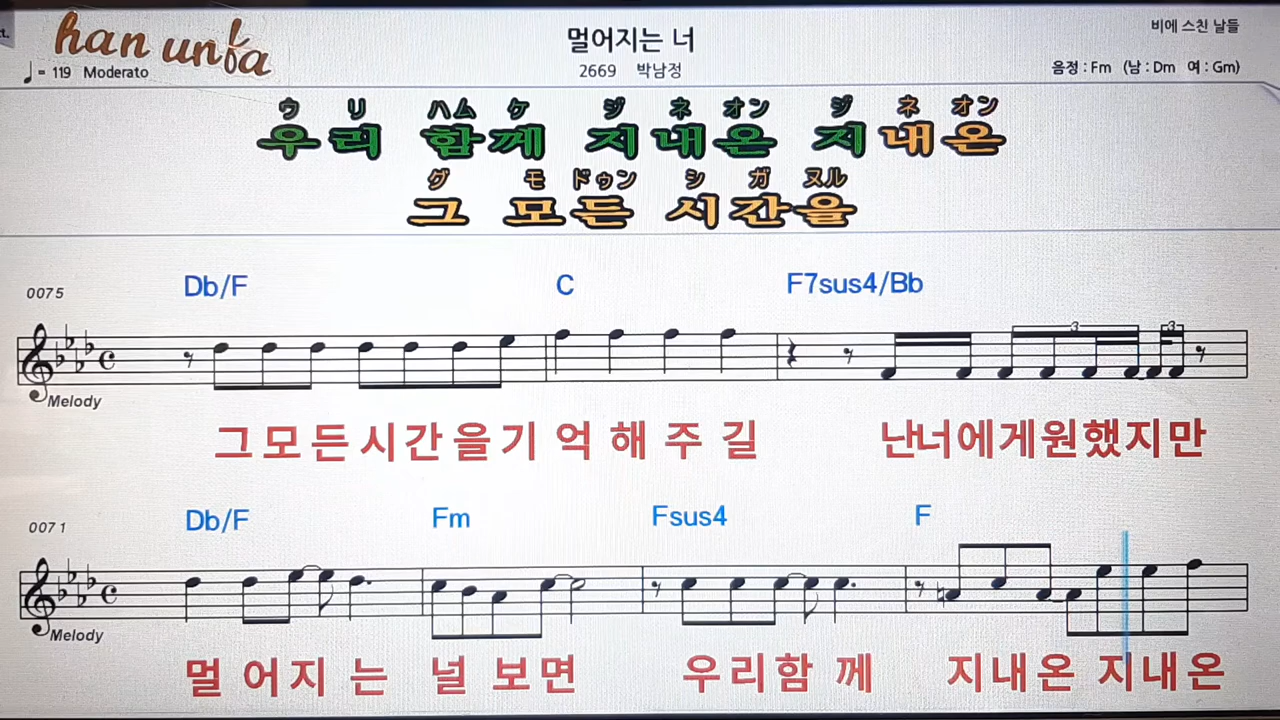 t.
han unba
멀어지는 너
비에 스친 날들
♩= 119 Moderato
2669 박남정
음정 : Fm (남 : Dm 여 : Gm)
ウ リ ハム ケ ジ ネ オン ジ ネ オン
우리 함께 지내온 지내온
グ モ ドゥン シ ガ ヌル
그 모든 시간을
0075
Db/F C F7sus4/Bb
3 3
Melody
그모든시간을기억해주길 난너에게원했지만
0071
Db/F Fm Fsus4 F
Melody
멀어지는 널보면 우리함께 지내온 지내온